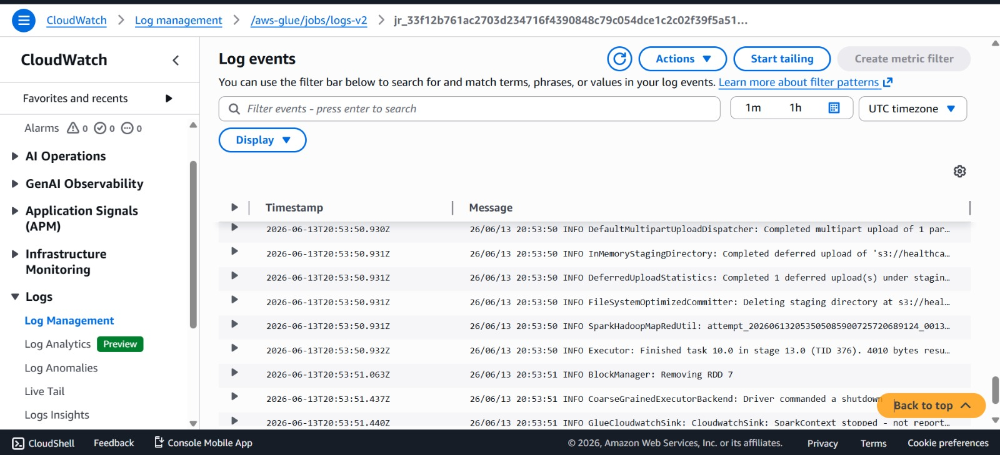 CloudWatch > Log management > /aws-glue/jobs/logs-v2 > jr_33f12b761ac2703d234716f4390848c79c054dce1c2c02f39f5a51...
CloudWatch
Favorites and recents
Alarms 0 0 0
AI Operations
GenAI Observability
Application Signals
(APM)
Infrastructure
Monitoring
Logs
Log Management
Log Analytics Preview
Log Anomalies
Live Tail
Logs Insights
Log events
Actions
Start tailing
Create metric filter
You can use the filter bar below to search for and match terms, phrases, or values in your log events. Learn more about filter patterns
Filter events - press enter to search
1m 1h
UTC timezone
Display
Timestamp Message
2026-06-13T20:53:50.930Z 26/06/13 20:53:50 INFO DefaultMultipartUploadDispatcher: Completed multipart upload of 1 par…
2026-06-13T20:53:50.931Z 26/06/13 20:53:50 INFO InMemoryStagingDirectory: Completed deferred upload of 's3://healthca…
2026-06-13T20:53:50.931Z 26/06/13 20:53:50 INFO DeferredUploadStatistics: Completed 1 deferred upload(s) under stagin…
2026-06-13T20:53:50.931Z 26/06/13 20:53:50 INFO FileSystemOptimizedCommitter: Deleting staging directory at s3://heal…
2026-06-13T20:53:50.931Z 26/06/13 20:53:50 INFO SparkHadoopMapRedUtil: attempt_202606132053505085900725720689124_0013…
2026-06-13T20:53:50.932Z 26/06/13 20:53:50 INFO Executor: Finished task 10.0 in stage 13.0 (TID 376). 4010 bytes resu…
2026-06-13T20:53:51.063Z 26/06/13 20:53:51 INFO BlockManager: Removing RDD 7
2026-06-13T20:53:51.437Z 26/06/13 20:53:51 INFO CoarseGrainedExecutorBackend: Driver commanded a shutdown
2026-06-13T20:53:51.440Z 26/06/13 20:53:51 INFO GlueCloudwatchSink: CloudwatchSink: SparkContext stopped - not report…
Back to top
CloudShell Feedback Console Mobile App © 2026, Amazon Web Services, Inc. or its affiliates. Privacy Terms Cookie preferences